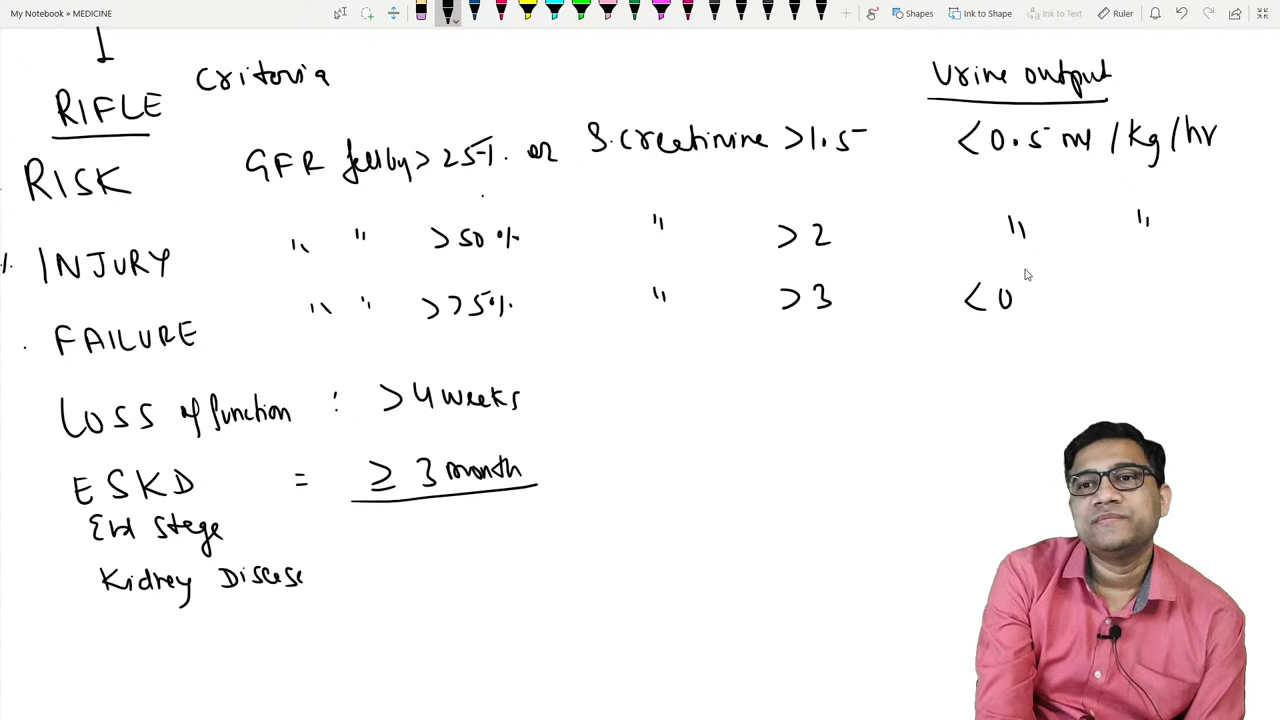 My Notebook » MEDICINE
Shapes Ink to Shape Ink to Text Ruler
RIFLE Criteria
Urine output
RISK GFR fell by >25%. or S.creatinine >1.5 <0.5 ml/kg/hr
INJURY " " >50% " >2 " "
FAILURE " " >75% " >3 <0
Loss of function : >4 weeks
ESKD = ≥ 3 month
End Stege
Kidney Disease